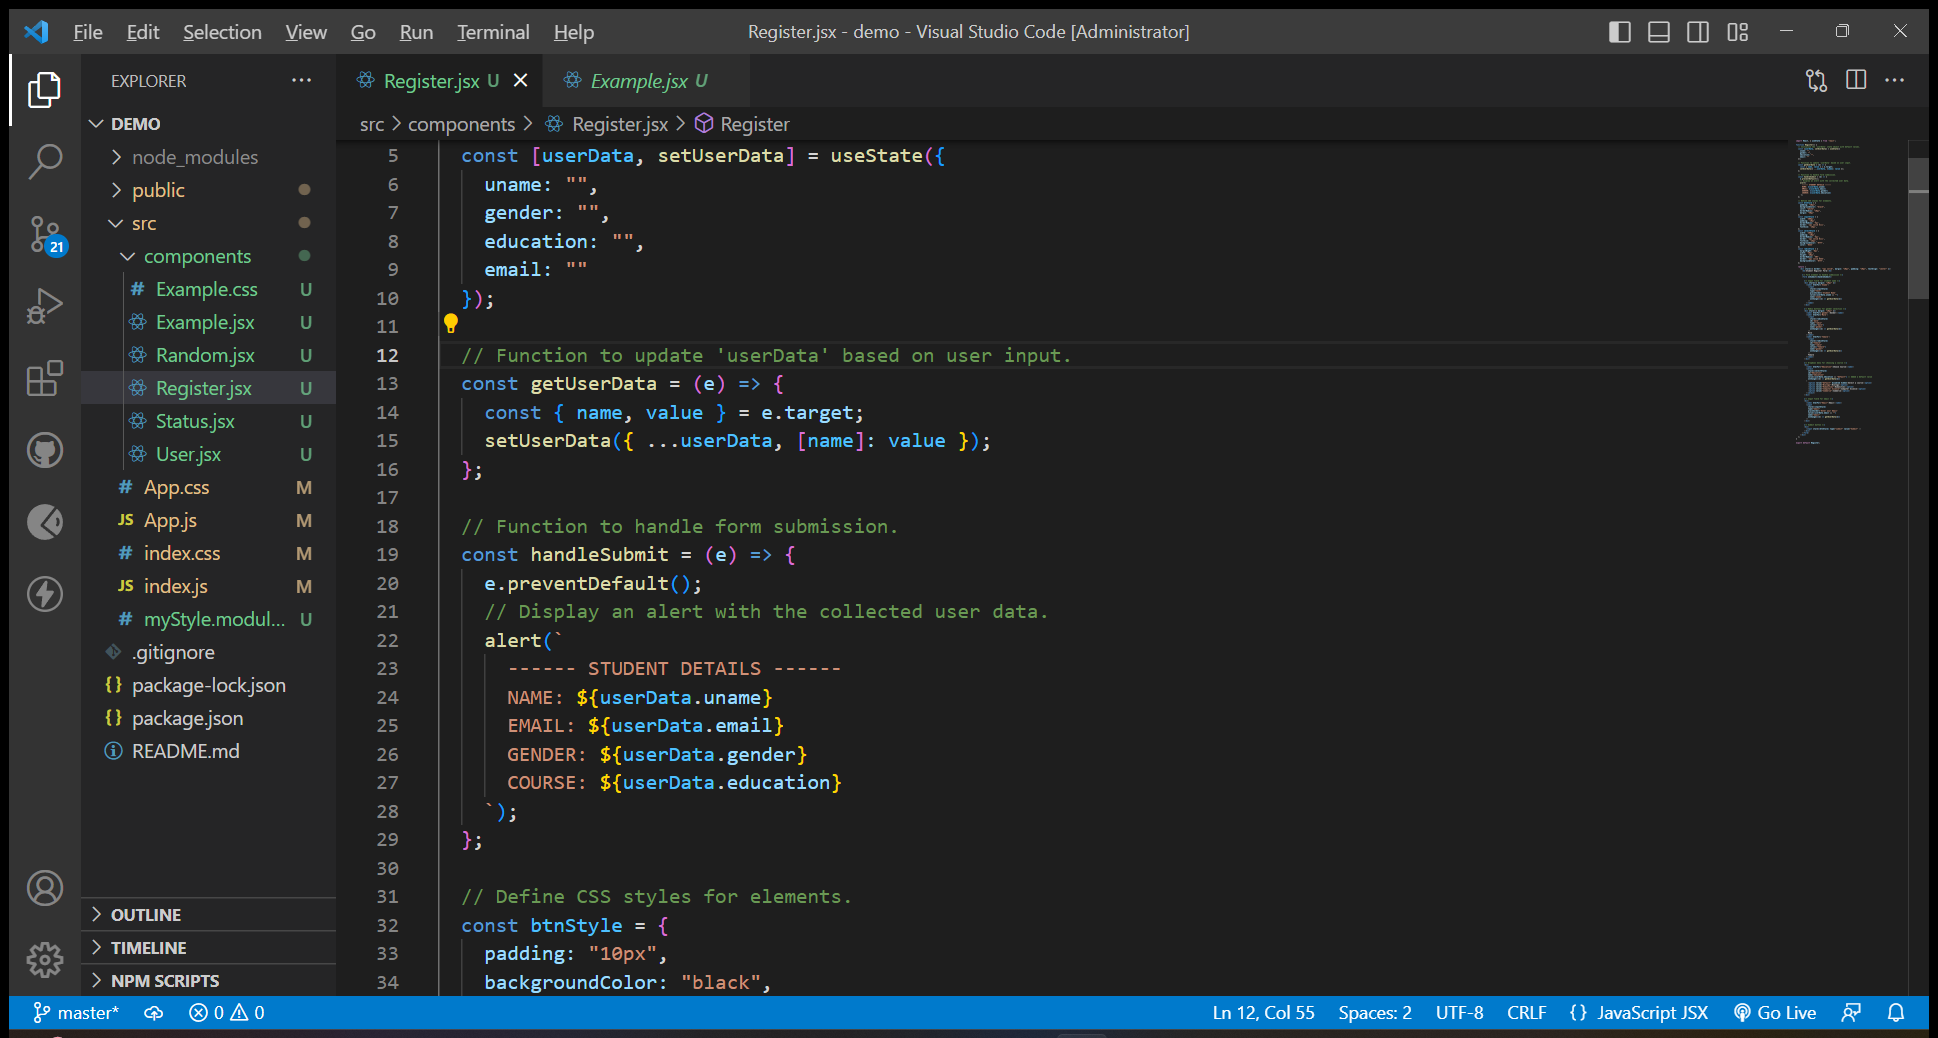 File Edit Selection View Go Run Terminal Help
Register.jsx - demo - Visual Studio Code [Administrator]
EXPLORER ...
Register.jsx U
Example.jsx U
src > components > Register.jsx > Register
DEMO
node_modules
public
src
components
# Example.css U
Example.jsx U
Random.jsx U
Register.jsx U
Status.jsx U
User.jsx U
# App.css M
JS App.js M
# index.css M
JS index.js M
# myStyle.modul... U
.gitignore
{} package-lock.json
{} package.json
README.md
OUTLINE
TIMELINE
NPM SCRIPTS
21
5 const [userData, setUserData] = useState({
6 uname: "",
7 gender: "",
8 education: "",
9 email: ""
10 });
11
12 // Function to update 'userData' based on user input.
13 const getUserData = (e) => {
14 const { name, value } = e.target;
15 setUserData({ ...userData, [name]: value });
16 };
17
18 // Function to handle form submission.
19 const handleSubmit = (e) => {
20 e.preventDefault();
21 // Display an alert with the collected user data.
22 alert(`
23 ------ STUDENT DETAILS ------
24 NAME: ${userData.uname}
25 EMAIL: ${userData.email}
26 GENDER: ${userData.gender}
27 COURSE: ${userData.education}
28 `);
29 };
30
31 // Define CSS styles for elements.
32 const btnStyle = {
33 padding: "10px",
34 backgroundColor: "black",
master* 0 0
Ln 12, Col 55 Spaces: 2 UTF-8 CRLF {} JavaScript JSX Go Live